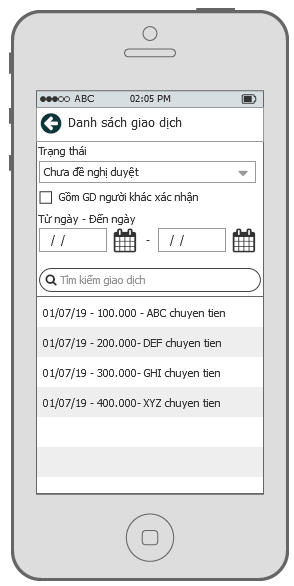 ABC 02:05 PM
Danh sách giao dịch
Trạng thái
Chưa đề nghị duyệt
Gồm GD người khác xác nhận
Từ ngày - Đến ngày
/ / - / /
Tìm kiếm giao dịch
01/07/19 - 100.000 - ABC chuyen tien
01/07/19 - 200.000- DEF chuyen tien
01/07/19 - 300.000- GHI chuyen tien
01/07/19 - 400.000- XYZ chuyen tien